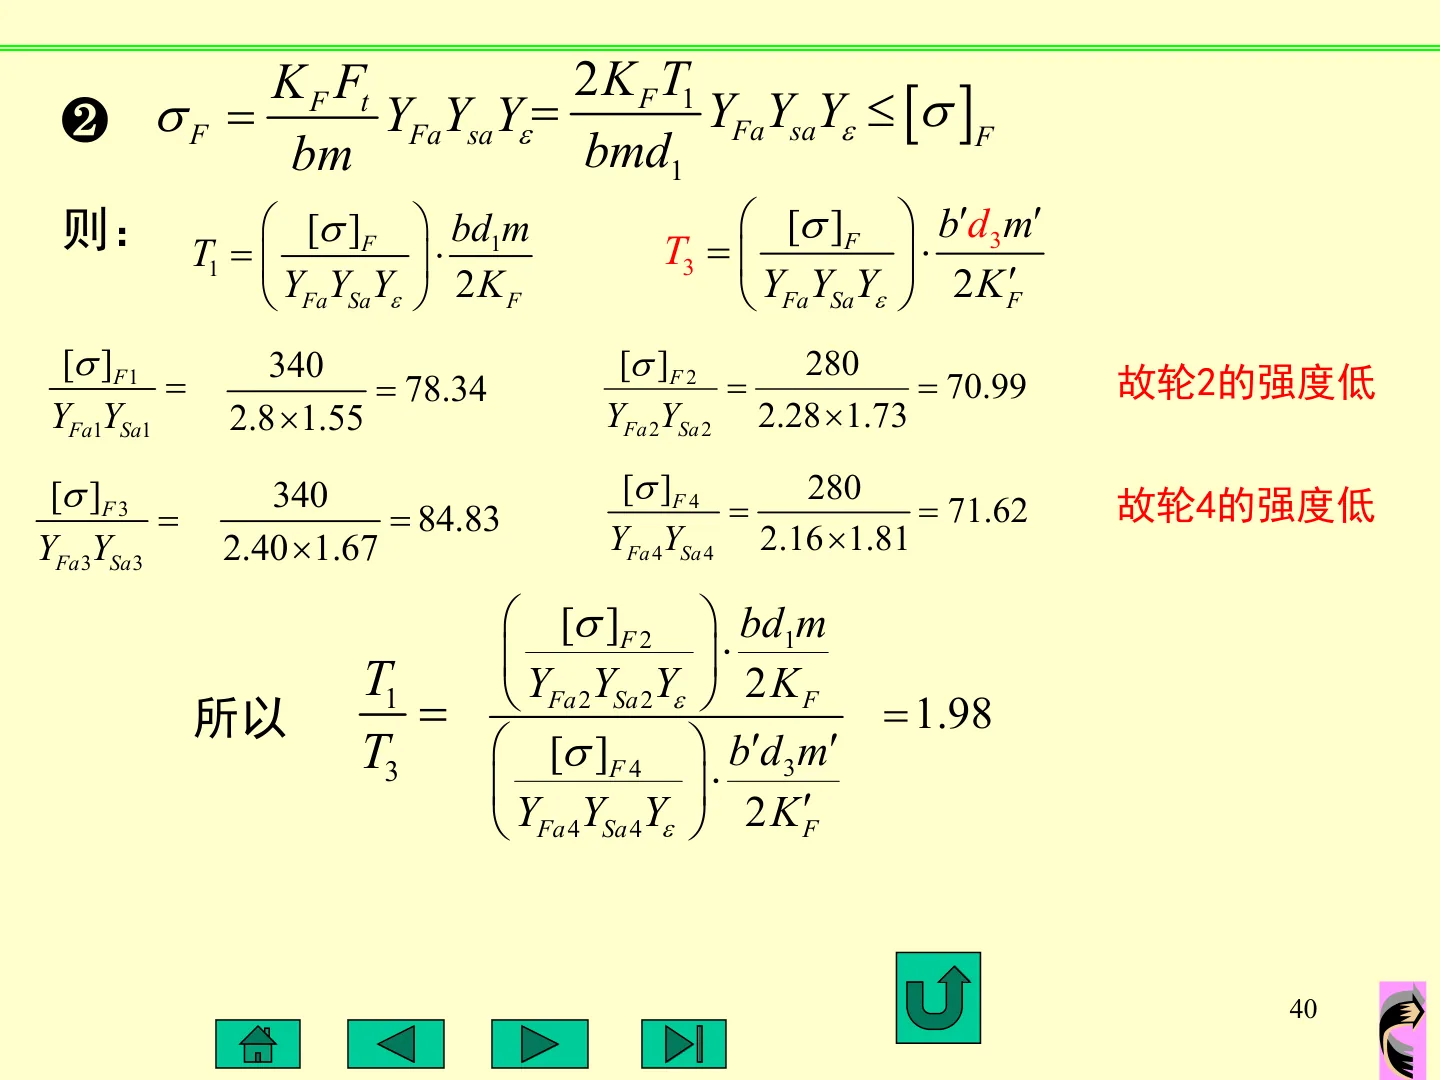 ❷ σ_F = K_F F_t / bm Y_Fa Y_sa Y_ε = 2K_F T_1 / bmd_1 Y_Fa Y_sa Y_ε ≤ [σ]_F
则： T_1 = ([σ]_F / Y_Fa Y_Sa Y_ε) · bd_1m / 2K_F T_3 = ([σ]_F / Y_Fa Y_Sa Y_ε) · b′d_3m′ / 2K′_F
[σ]_F1 / Y_Fa1 Y_Sa1 = 340 / 2.8×1.55 = 78.34 [σ]_F2 / Y_Fa2 Y_Sa2 = 280 / 2.28×1.73 = 70.99 故轮2的强度低
[σ]_F3 / Y_Fa3 Y_Sa3 = 340 / 2.40×1.67 = 84.83 [σ]_F4 / Y_Fa4 Y_Sa4 = 280 / 2.16×1.81 = 71.62 故轮4的强度低
所以 T_1 / T_3 = (([σ]_F2 / Y_Fa2 Y_Sa2 Y_ε) · bd_1m / 2K_F) / (([σ]_F4 / Y_Fa4 Y_Sa4 Y_ε) · b′d_3m′ / 2K′_F) = 1.98
40